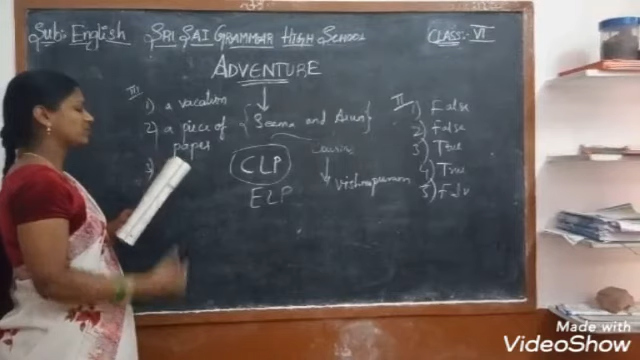 Sub:- English
SRI SAI GRAMMAR HIGH SCHOOL
CLASS:- VI
ADVENTURE
III)
1) a vacation
2) a piece of
paper
3)
{Seema and Arun}
cousin
CLP
ELP
II
1) False
2) False
3) True
4) True
5) False
Made with
VideoShow